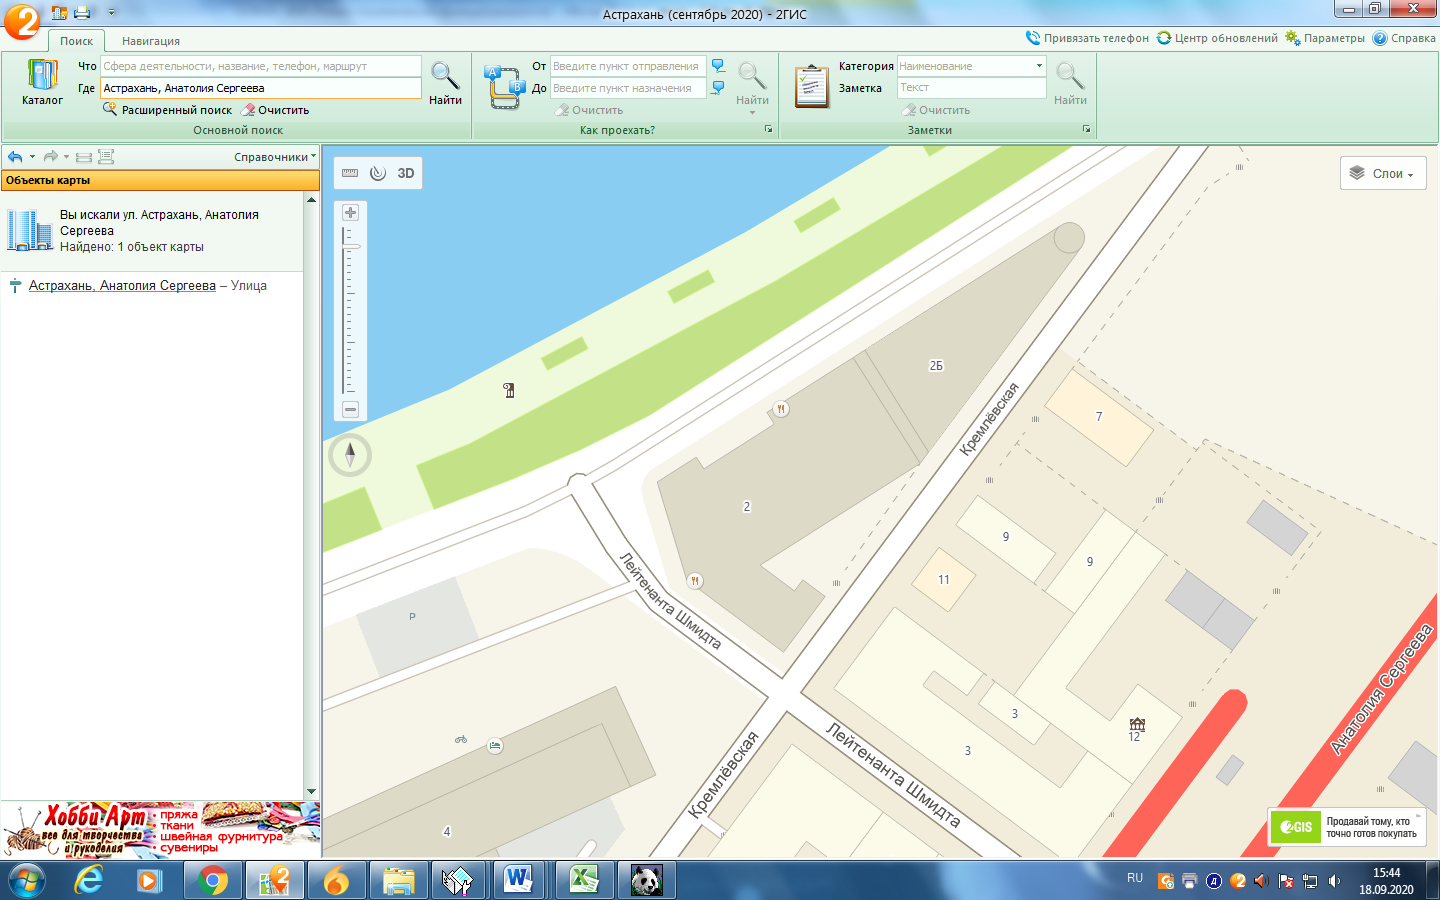 Астрахань (сентябрь 2020) - 2ГИС
Поиск
Навигация
Привязать телефон
Центр обновлений
Параметры
Справка
Каталог
Что
Сфера деятельности, название, телефон, маршрут
Где
Астрахань, Анатолия Сергеева
Расширенный поиск
Очистить
Найти
Основной поиск
От
Введите пункт отправления
До
Введите пункт назначения
Очистить
Найти
Как проехать?
Категория
Наименование
Заметка
Текст
Очистить
Найти
Заметки
Справочники
Объекты карты
Вы искали ул. Астрахань, Анатолия
Сергеева
Найдено: 1 объект карты
Астрахань, Анатолия Сергеева – Улица
3D
Слои
2Б
Кремлёвская
7
2
9
9
11
Лейтенанта Шмидта
P
3
3
12
Анатолия Сергеева
Кремлёвская
Лейтенанта Шмидта
4
2GIS
Продавай тому, кто
точно готов покупать
Хобби Арт
все для творчества
и рукоделия
пряжа
ткани
швейная фурнитура
сувениры
RU
15:44
18.09.2020